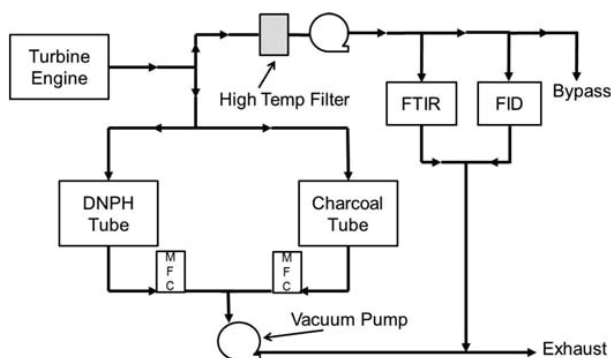 Turbine
Engine
High Temp Filter
FTIR
FID
Bypass
DNPH
Tube
Charcoal
Tube
M
F
C
M
F
C
Vacuum Pump
Exhaust